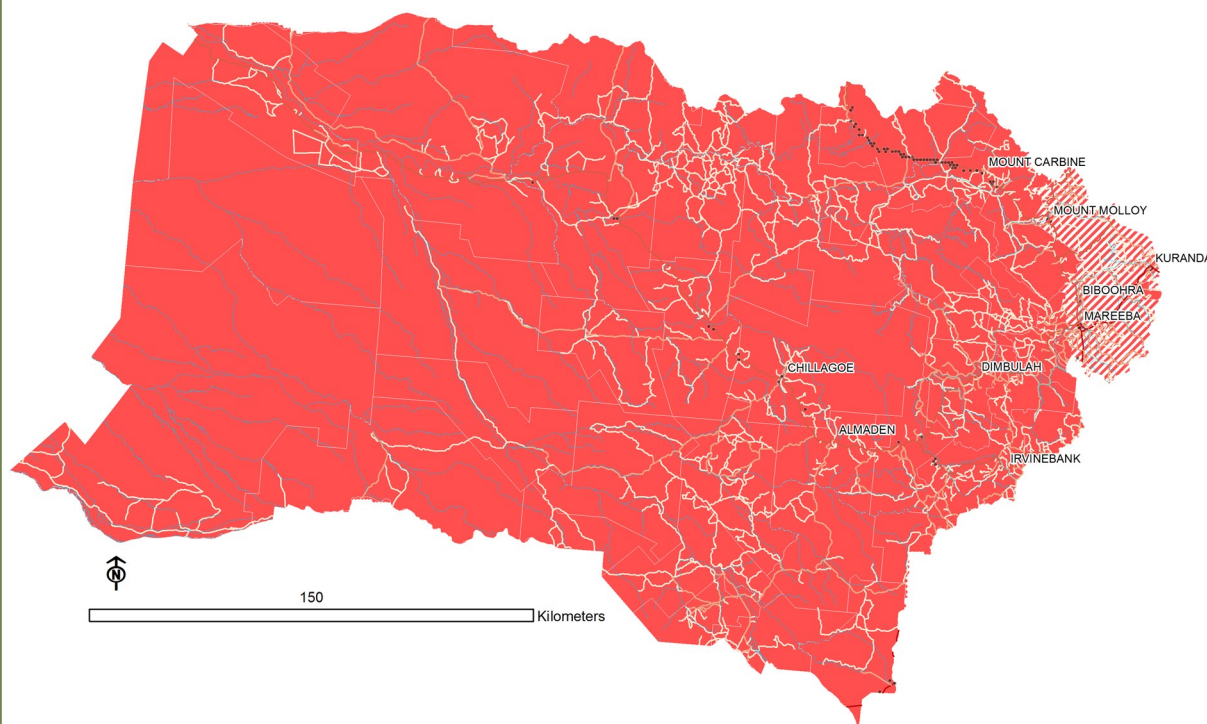 MOUNT CARBINE
MOUNT MOLLOY
KURANDA
BIBOOHRA
MAREEBA
CHILLAGOE
DIMBULAH
ALMADEN
IRVINEBANK
N
150
Kilometers